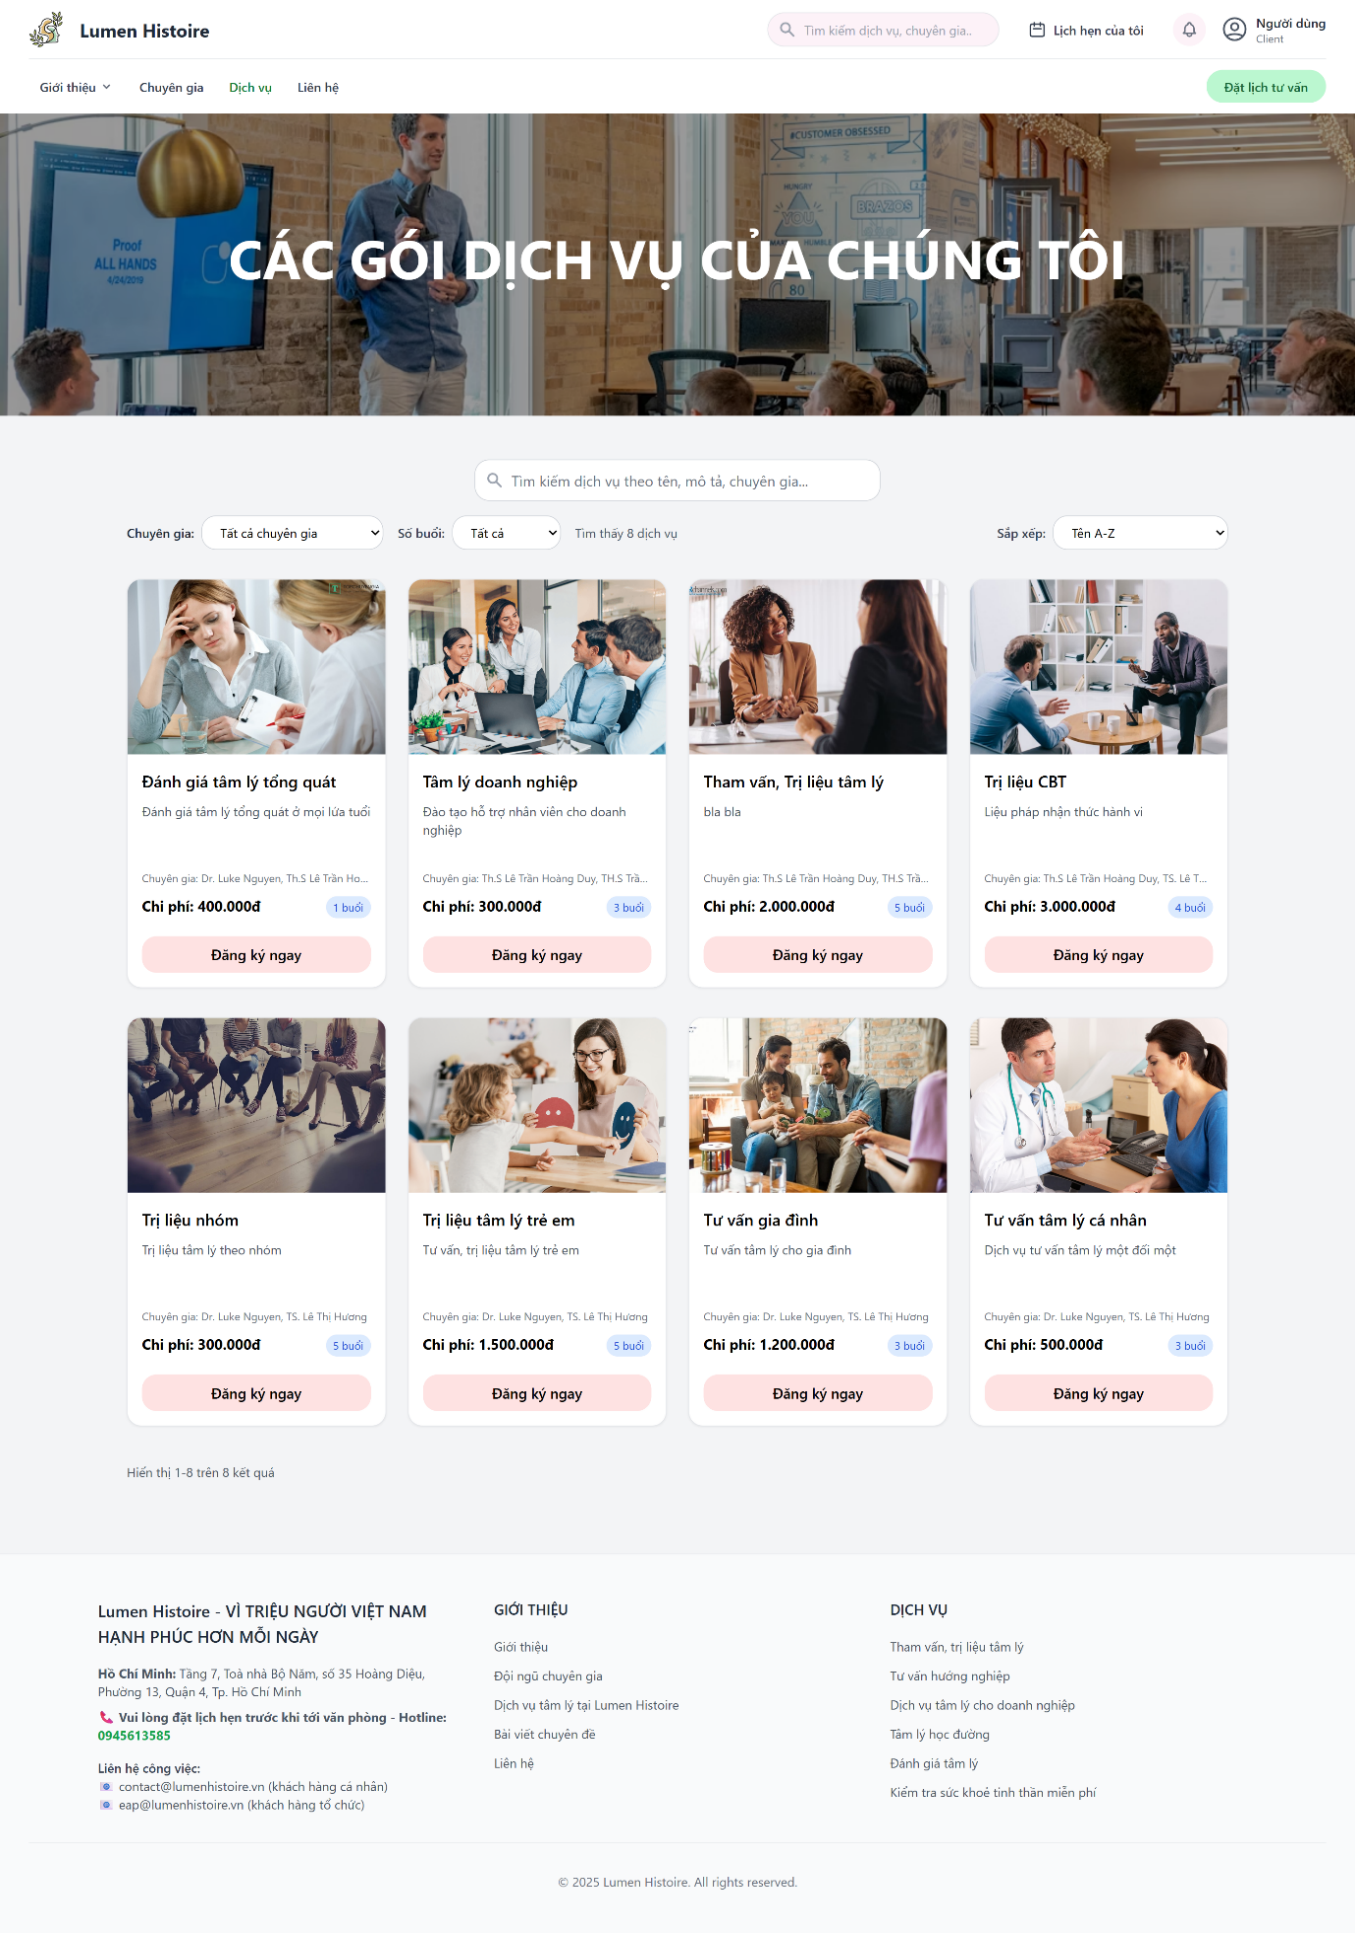 Lumen Histoire
Tìm kiếm dịch vụ, chuyên gia..
Lịch hẹn của tôi
Người dùng
Client
Giới thiệu
Chuyên gia
Dịch vụ
Liên hệ
Đặt lịch tư vấn
#CUSTOMER OBSESSED
HUNGRY
YOU
HUMBLE
BRAZOS
80
Proof
ALL HANDS
4/24/2019
CÁC GÓI DỊCH VỤ CỦA CHÚNG TÔI
Tìm kiếm dịch vụ theo tên, mô tả, chuyên gia...
Chuyên gia:
Tất cả chuyên gia
Số buổi:
Tất cả
Tìm thấy 8 dịch vụ
Sắp xếp:
Tên A-Z
Đánh giá tâm lý tổng quát
Đánh giá tâm lý tổng quát ở mọi lứa tuổi
Chuyên gia: Dr. Luke Nguyen, Th.S Lê Trần Ho...
Chi phí: 400.000đ
1 buổi
Đăng ký ngay
Tâm lý doanh nghiệp
Đào tạo hỗ trợ nhân viên cho doanh
nghiệp
Chuyên gia: Th.S Lê Trần Hoàng Duy, TH.S Trầ...
Chi phí: 300.000đ
3 buổi
Đăng ký ngay
Tham vấn, Trị liệu tâm lý
bla bla
Chuyên gia: Th.S Lê Trần Hoàng Duy, TH.S Trầ...
Chi phí: 2.000.000đ
5 buổi
Đăng ký ngay
Trị liệu CBT
Liệu pháp nhận thức hành vi
Chuyên gia: Th.S Lê Trần Hoàng Duy, TS. Lê T...
Chi phí: 3.000.000đ
4 buổi
Đăng ký ngay
Trị liệu nhóm
Trị liệu tâm lý theo nhóm
Chuyên gia: Dr. Luke Nguyen, TS. Lê Thị Hương
Chi phí: 300.000đ
5 buổi
Đăng ký ngay
Trị liệu tâm lý trẻ em
Tư vấn, trị liệu tâm lý trẻ em
Chuyên gia: Dr. Luke Nguyen, TS. Lê Thị Hương
Chi phí: 1.500.000đ
5 buổi
Đăng ký ngay
Tư vấn gia đình
Tư vấn tâm lý cho gia đình
Chuyên gia: Dr. Luke Nguyen, TS. Lê Thị Hương
Chi phí: 1.200.000đ
3 buổi
Đăng ký ngay
Tư vấn tâm lý cá nhân
Dịch vụ tư vấn tâm lý một đối một
Chuyên gia: Dr. Luke Nguyen, TS. Lê Thị Hương
Chi phí: 500.000đ
3 buổi
Đăng ký ngay
Hiển thị 1-8 trên 8 kết quả
Lumen Histoire - VÌ TRIỆU NGƯỜI VIỆT NAM
HẠNH PHÚC HƠN MỖI NGÀY
Hồ Chí Minh: Tầng 7, Toà nhà Bộ Năm, số 35 Hoàng Diệu,
Phường 13, Quận 4, Tp. Hồ Chí Minh
Vui lòng đặt lịch hẹn trước khi tới văn phòng - Hotline:
0945613585
Liên hệ công việc:
contact@lumenhistoire.vn (khách hàng cá nhân)
eap@lumenhistoire.vn (khách hàng tổ chức)
GIỚI THIỆU
Giới thiệu
Đội ngũ chuyên gia
Dịch vụ tâm lý tại Lumen Histoire
Bài viết chuyên đề
Liên hệ
DỊCH VỤ
Tham vấn, trị liệu tâm lý
Tư vấn hướng nghiệp
Dịch vụ tâm lý cho doanh nghiệp
Tâm lý học đường
Đánh giá tâm lý
Kiểm tra sức khoẻ tinh thần miễn phí
© 2025 Lumen Histoire. All rights reserved.